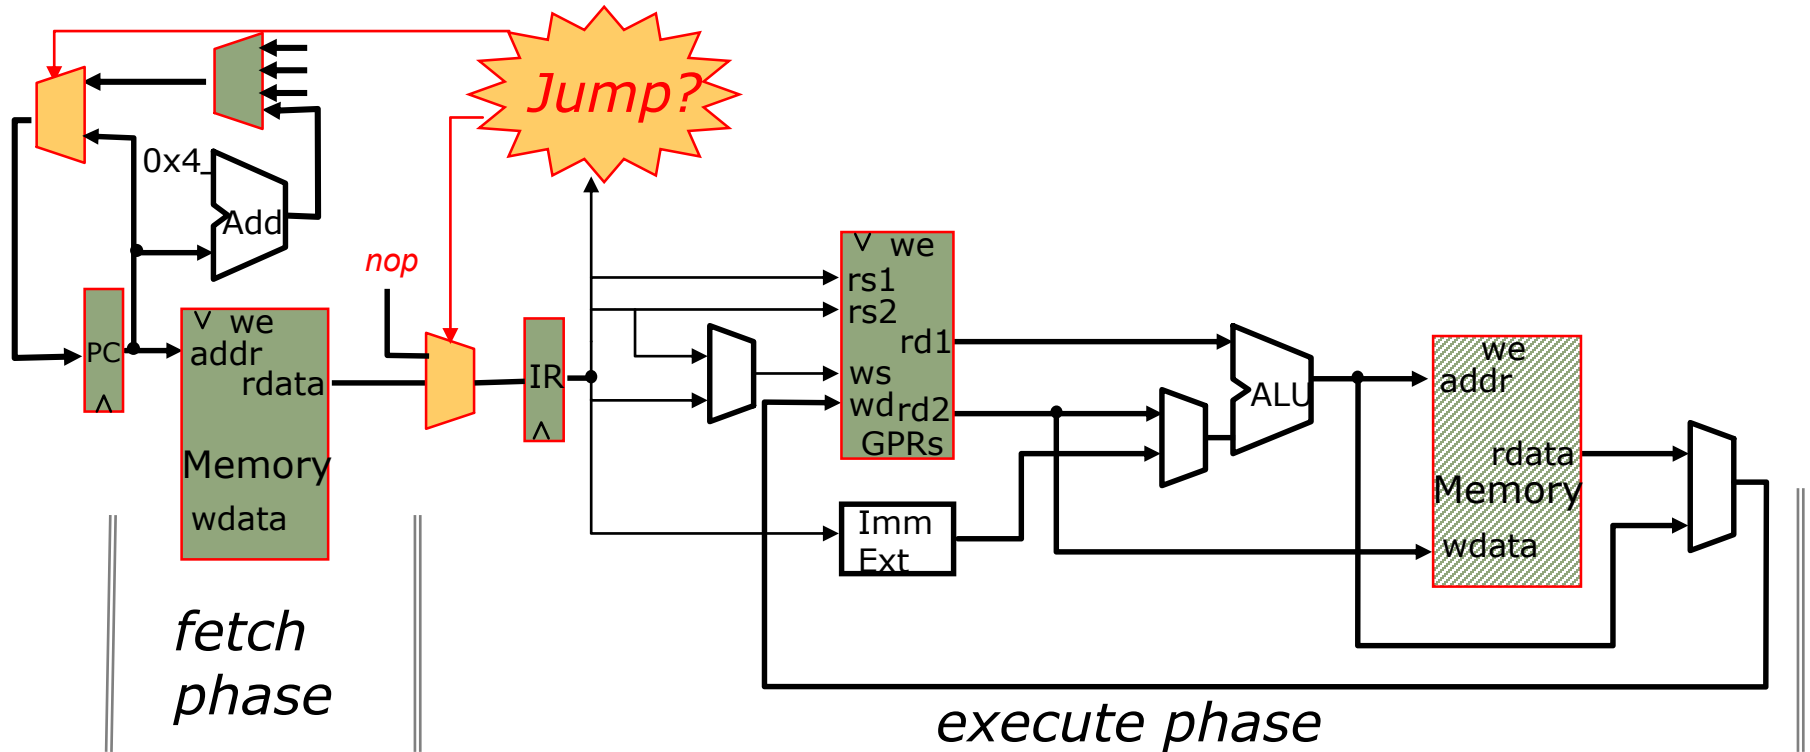 Jump?
0x4
Add
nop
PC
we
addr
rdata
Memory
wdata
IR
we
rs1
rs2
rd1
ws
wd rd2
GPRs
Imm
Ext
ALU
we
addr
rdata
Memory
wdata
fetch
phase
execute phase